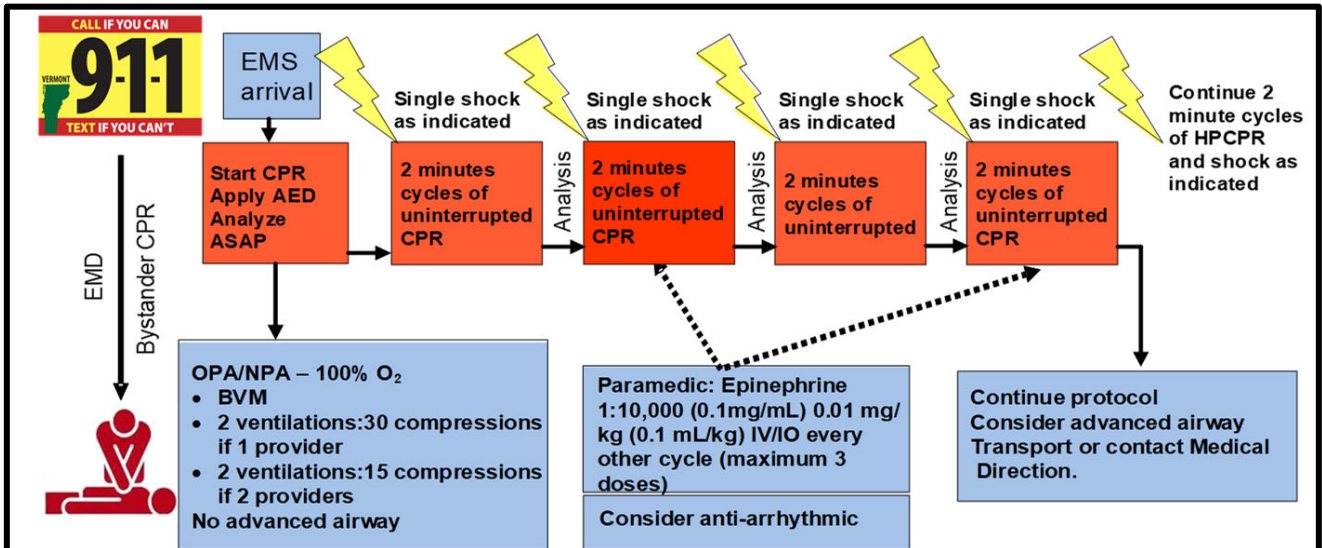 CALL IF YOU CAN
VERMONT
9-1-1
TEXT IF YOU CAN'T
EMD
Bystander CPR
EMS
arrival
Start CPR
Apply AED
Analyze
ASAP
Single shock
as indicated
2 minutes
cycles of
uninterrupted
CPR
Analysis
Single shock
as indicated
2 minutes
cycles of
uninterrupted
CPR
Analysis
Single shock
as indicated
2 minutes
cycles of
uninterrupted
Analysis
Single shock
as indicated
2 minutes
cycles of
uninterrupted
CPR
Continue 2
minute cycles
of HPCPR
and shock as
indicated
OPA/NPA – 100% O₂
• BVM
• 2 ventilations:30 compressions
if 1 provider
• 2 ventilations:15 compressions
if 2 providers
No advanced airway
Paramedic: Epinephrine
1:10,000 (0.1mg/mL) 0.01 mg/
kg (0.1 mL/kg) IV/IO every
other cycle (maximum 3
doses)
Consider anti-arrhythmic
Continue protocol
Consider advanced airway
Transport or contact Medical
Direction.